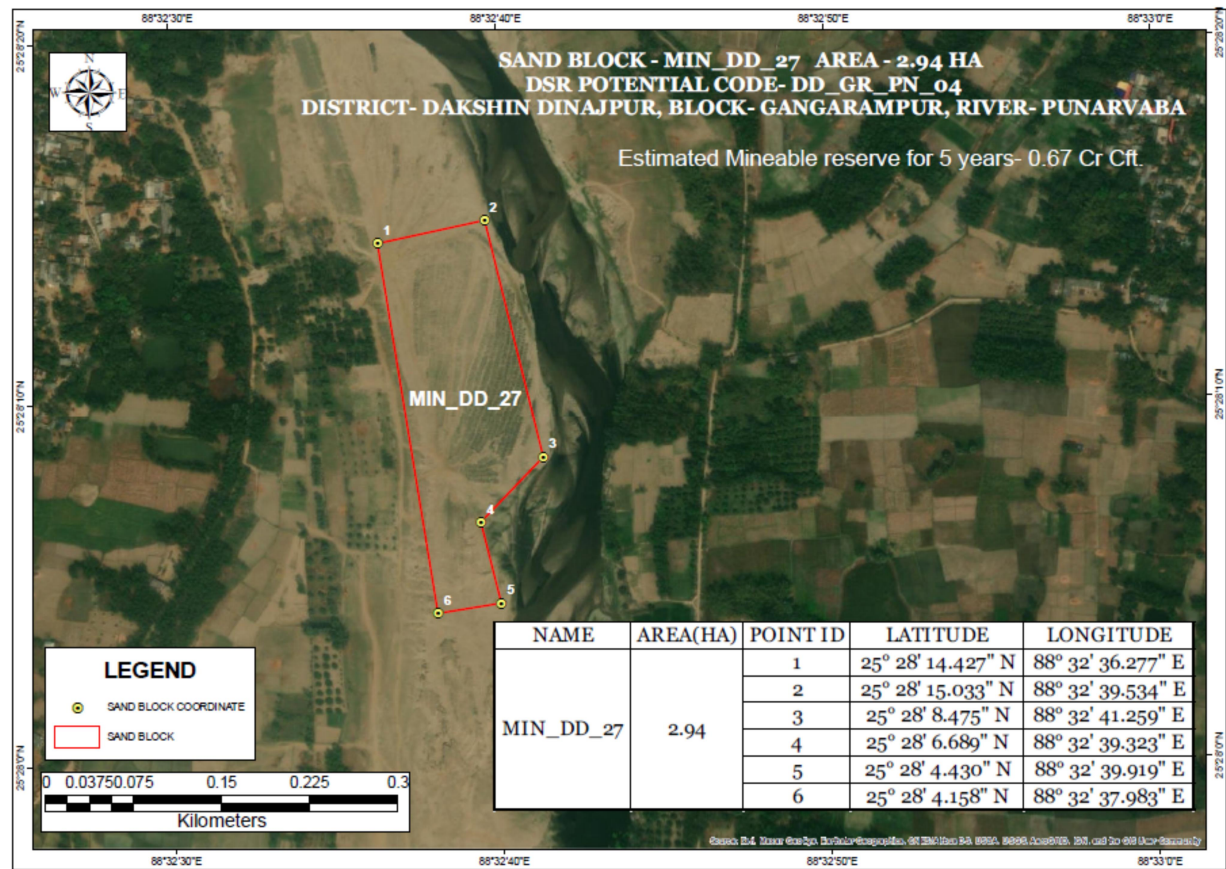 88°32'30"E 88°32'40"E 88°32'50"E 88°33'0"E
25°28'20"N 25°28'20"N
N
W E
S
SAND BLOCK - MIN_DD_27 AREA - 2.94 HA
DSR POTENTIAL CODE- DD_GR_PN_04
DISTRICT- DAKSHIN DINAJPUR, BLOCK- GANGARAMPUR, RIVER- PUNARVABA
Estimated Mineable reserve for 5 years- 0.67 Cr Cft.
2
1
25°28'10"N 25°28'10"N
MIN_DD_27
3
4
5
6
NAME AREA(HA) POINT ID LATITUDE LONGITUDE
MIN_DD_27 2.94
1 25° 28' 14.427" N 88° 32' 36.277" E
2 25° 28' 15.033" N 88° 32' 39.534" E
3 25° 28' 8.475" N 88° 32' 41.259" E
4 25° 28' 6.689" N 88° 32' 39.323" E
5 25° 28' 4.430" N 88° 32' 39.919" E
6 25° 28' 4.158" N 88° 32' 37.983" E
LEGEND
SAND BLOCK COORDINATE
SAND BLOCK
25°28'0"N 25°28'0"N
0 0.0375 0.075 0.15 0.225 0.3
Kilometers
88°32'30"E 88°32'40"E 88°32'50"E 88°33'0"E